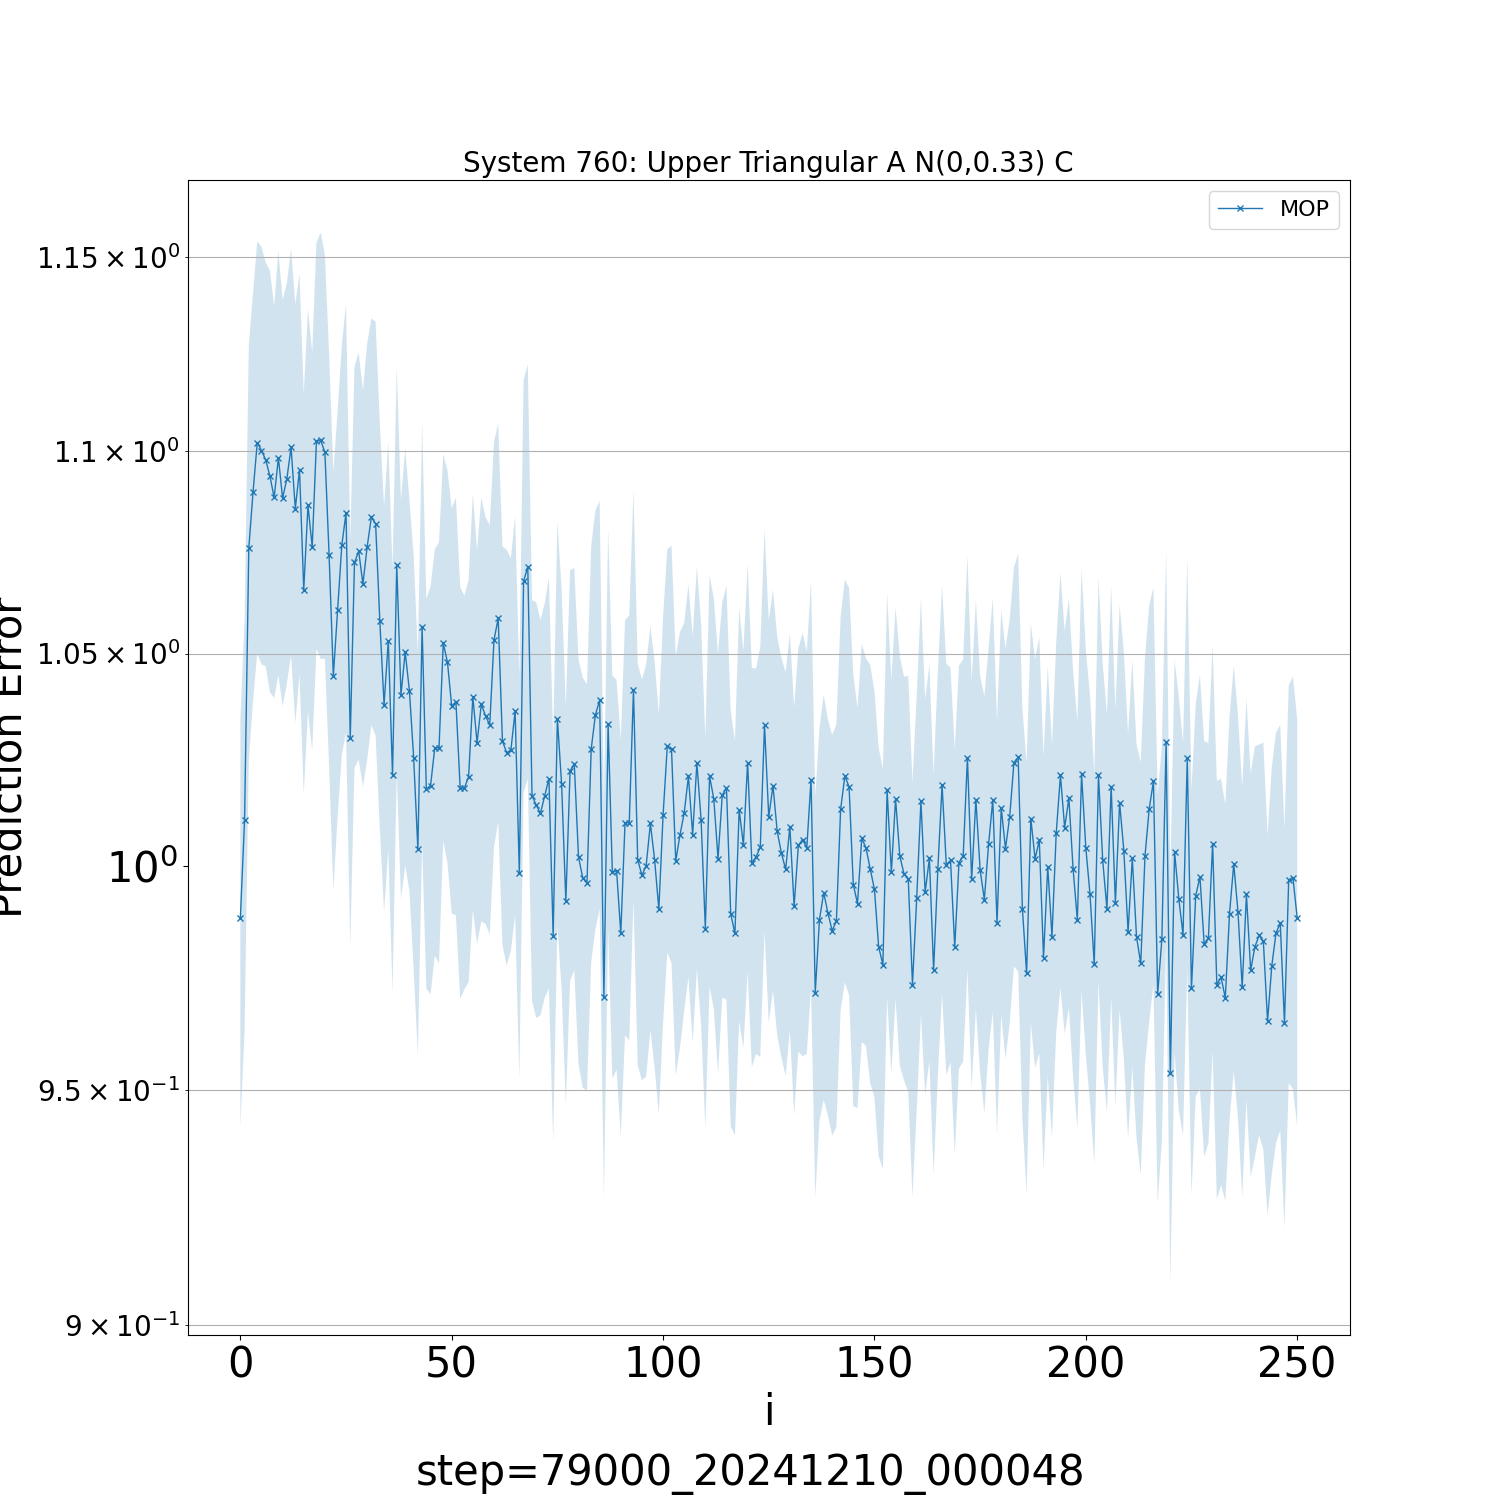 System 760: Upper Triangular A N(0,0.33) C
MOP
1.15 × 10⁰
1.1 × 10⁰
1.05 × 10⁰
10⁰
9.5 × 10⁻¹
9 × 10⁻¹
Prediction Error
0 50 100 150 200 250
i
step=79000_20241210_000048